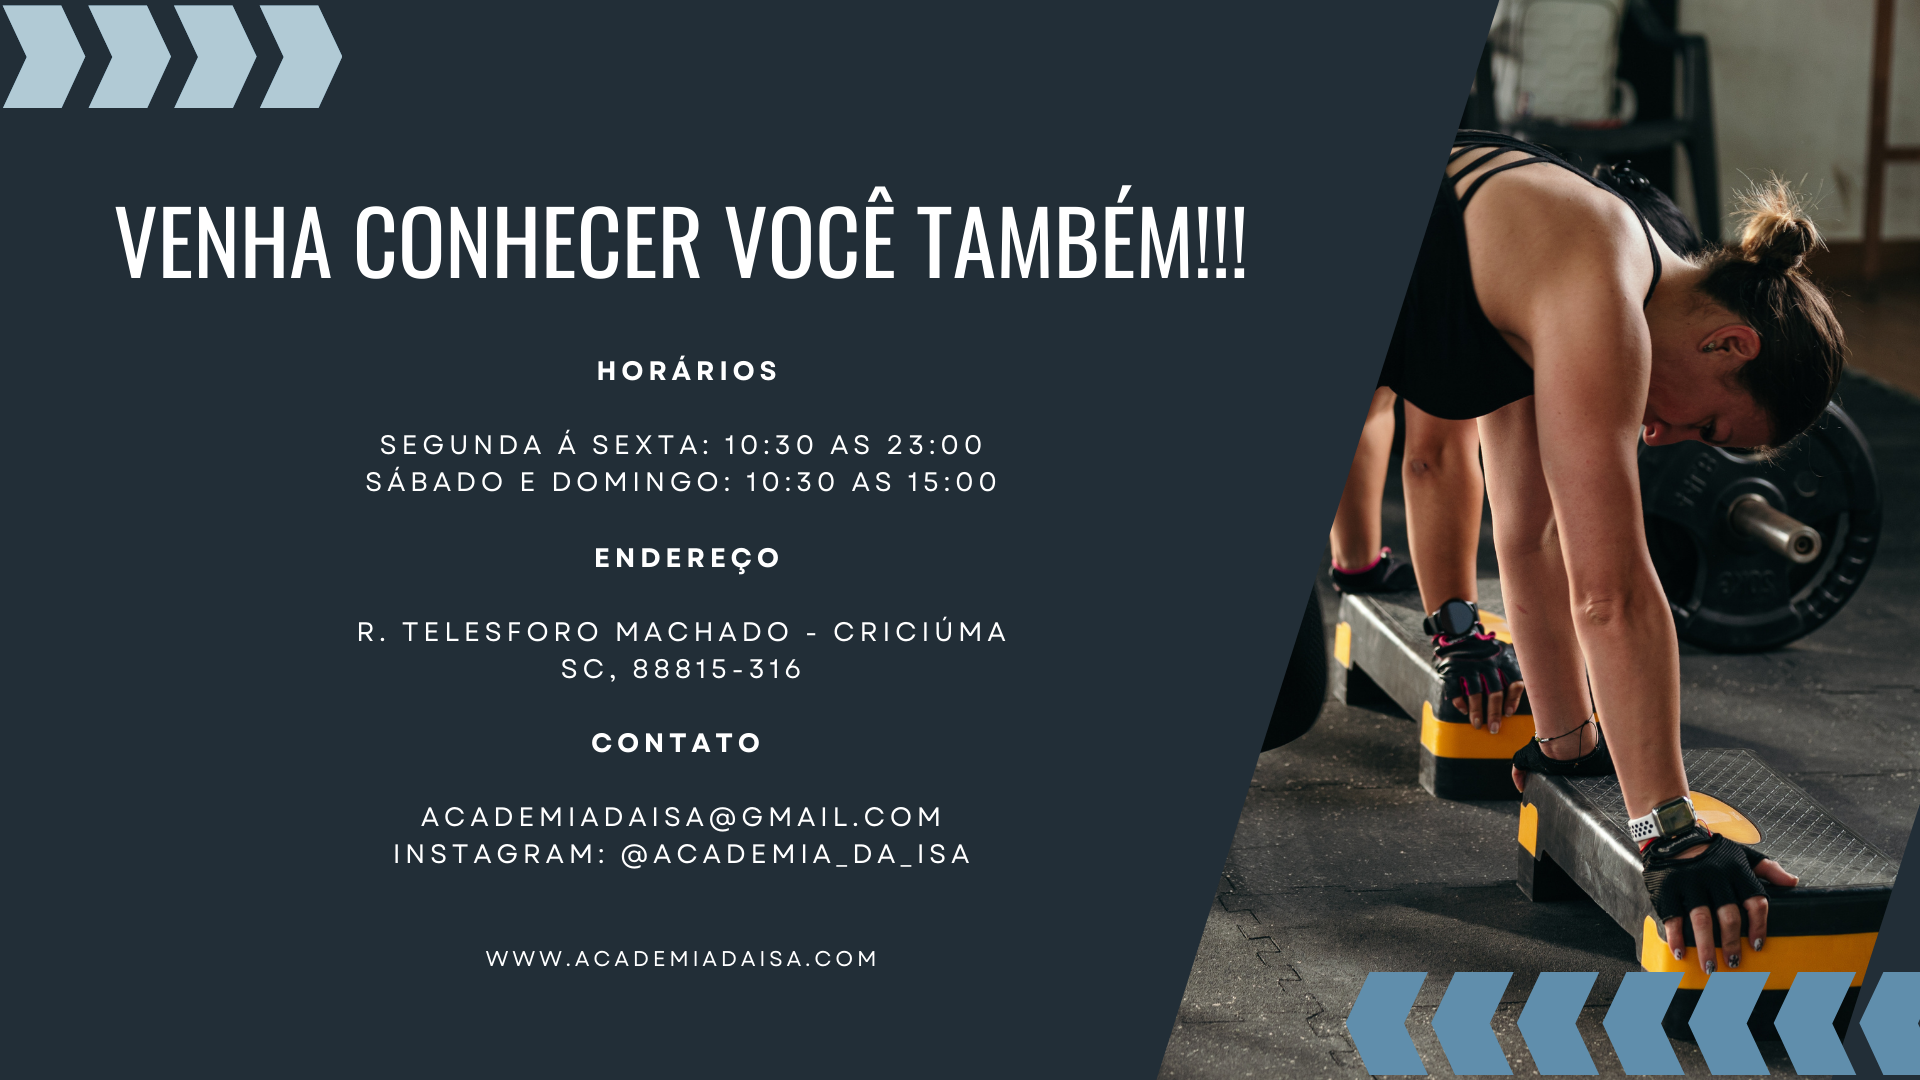 VENHA CONHECER VOCÊ TAMBÉM!!!
HORÁRIOS
SEGUNDA Á SEXTA: 10:30 AS 23:00
SÁBADO E DOMINGO: 10:30 AS 15:00
ENDEREÇO
R. TELESFORO MACHADO - CRICIÚMA
SC, 88815-316
CONTATO
ACADEMIADAISA@GMAIL.COM
INSTAGRAM: @ACADEMIA_DA_ISA
WWW.ACADEMIADAISA.COM